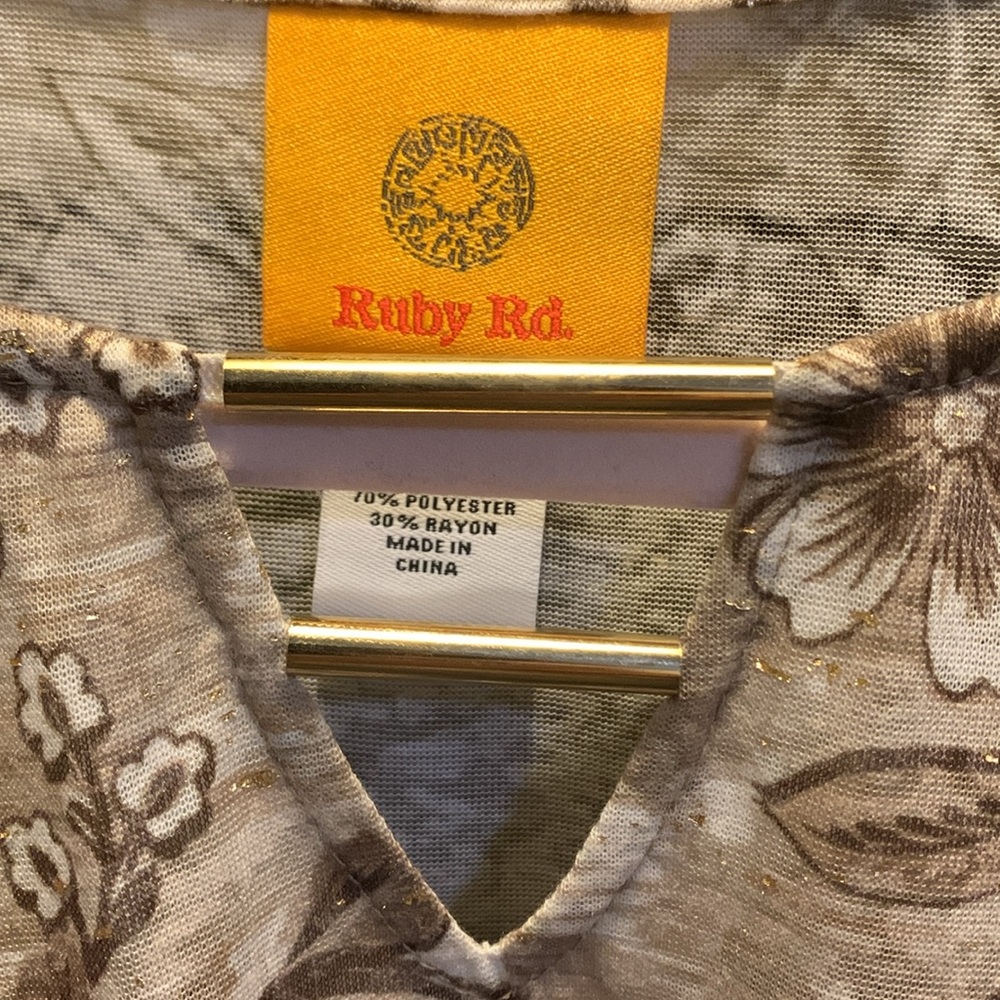 Ruby Rd.
70% POLYESTER
30% RAYON
MADE IN
CHINA